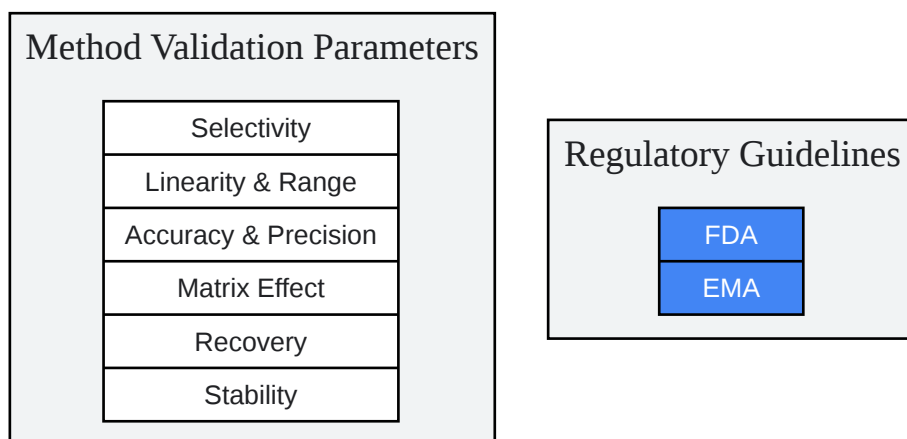 Method Validation Parameters
Selectivity
Linearity & Range
Accuracy & Precision
Matrix Effect
Recovery
Stability
Regulatory Guidelines
FDA
EMA